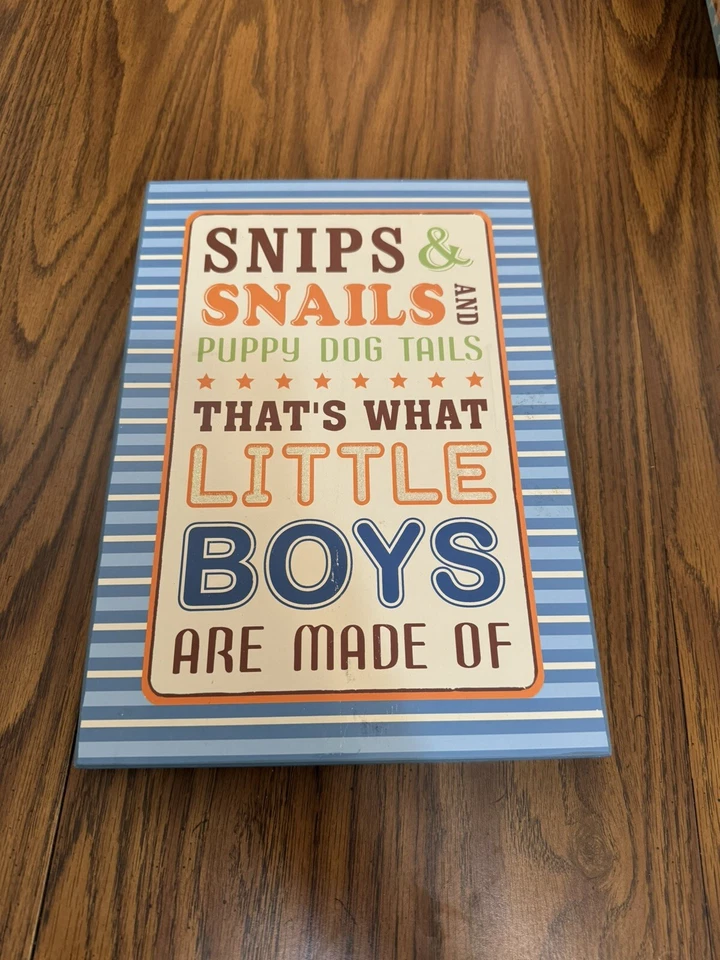 SNIPS &
SNAILS AND
PUPPY DOG TAILS
THAT'S WHAT
LITTLE
BOYS
ARE MADE OF